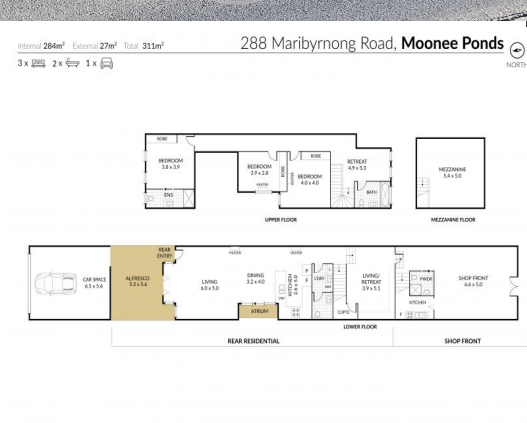 Internal 284m² External 27m² Total 311m²
288 Maribyrnong Road, Moonee Ponds
3 x 2 x 1 x
NORTH
ROBE
BEDROOM
3.8 x 3.9
ENS
BEDROOM
3.9 x 2.8
HEATER
ROBE
HEATER
ROBE
BEDROOM
4.0 x 4.0
RETREAT
4.9 x 5.3
BATH
UPPER FLOOR
MEZZANINE
5.4 x 5.0
MEZZANINE FLOOR
CAR SPACE
6.5 x 5.6
ALFRESCO
5.3 x 5.6
REAR
ENTRY
LIVING
6.0 x 5.0
HEATER
DINING
3.2 x 4.0
ATRIUM
HEATER
KITCHEN
L'DRY
CUP'D
LIVING/
RETREAT
3.9 x 5.1
LOWER FLOOR
PWDR
KITCHEN
SHOP FRONT
6.6 x 5.0
REAR RESIDENTIAL
SHOP FRONT